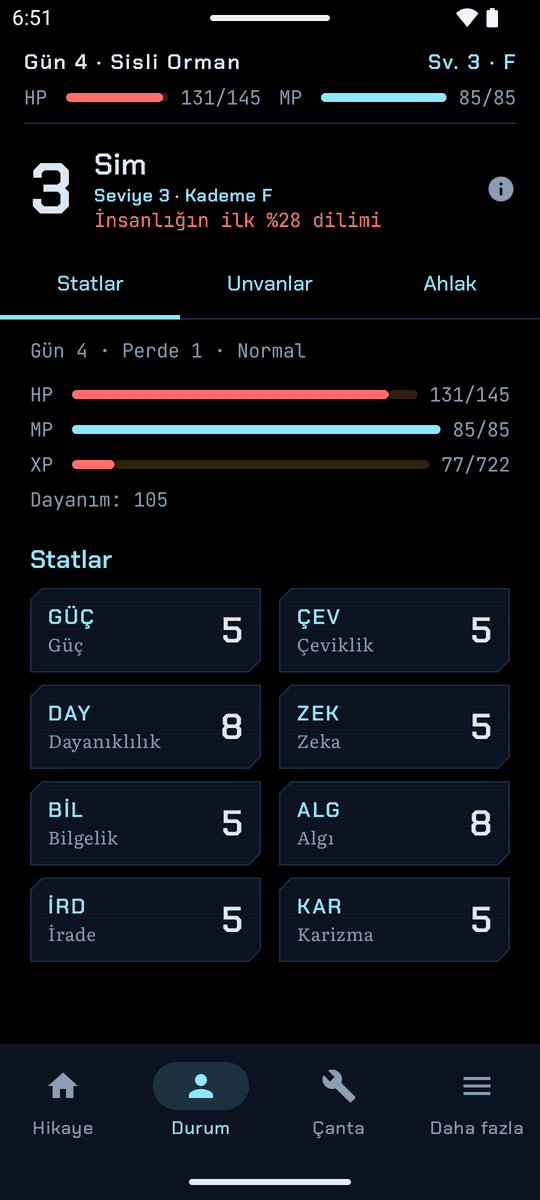 6:51
Gün 4 · Sisli Orman
Sv. 3 · F
HP 131/145 MP 85/85
3
Sim
Seviye 3 · Kademe F
İnsanlığın ilk %28 dilimi
Statlar Unvanlar Ahlak
Gün 4 · Perde 1 · Normal
HP 131/145
MP 85/85
XP 77/722
Dayanım: 105
Statlar
GÜÇ
Güç
5
ÇEV
Çeviklik
5
DAY
Dayanıklılık
8
ZEK
Zeka
5
BİL
Bilgelik
5
ALG
Algı
8
İRD
İrade
5
KAR
Karizma
5
Hikaye Durum Çanta Daha fazla